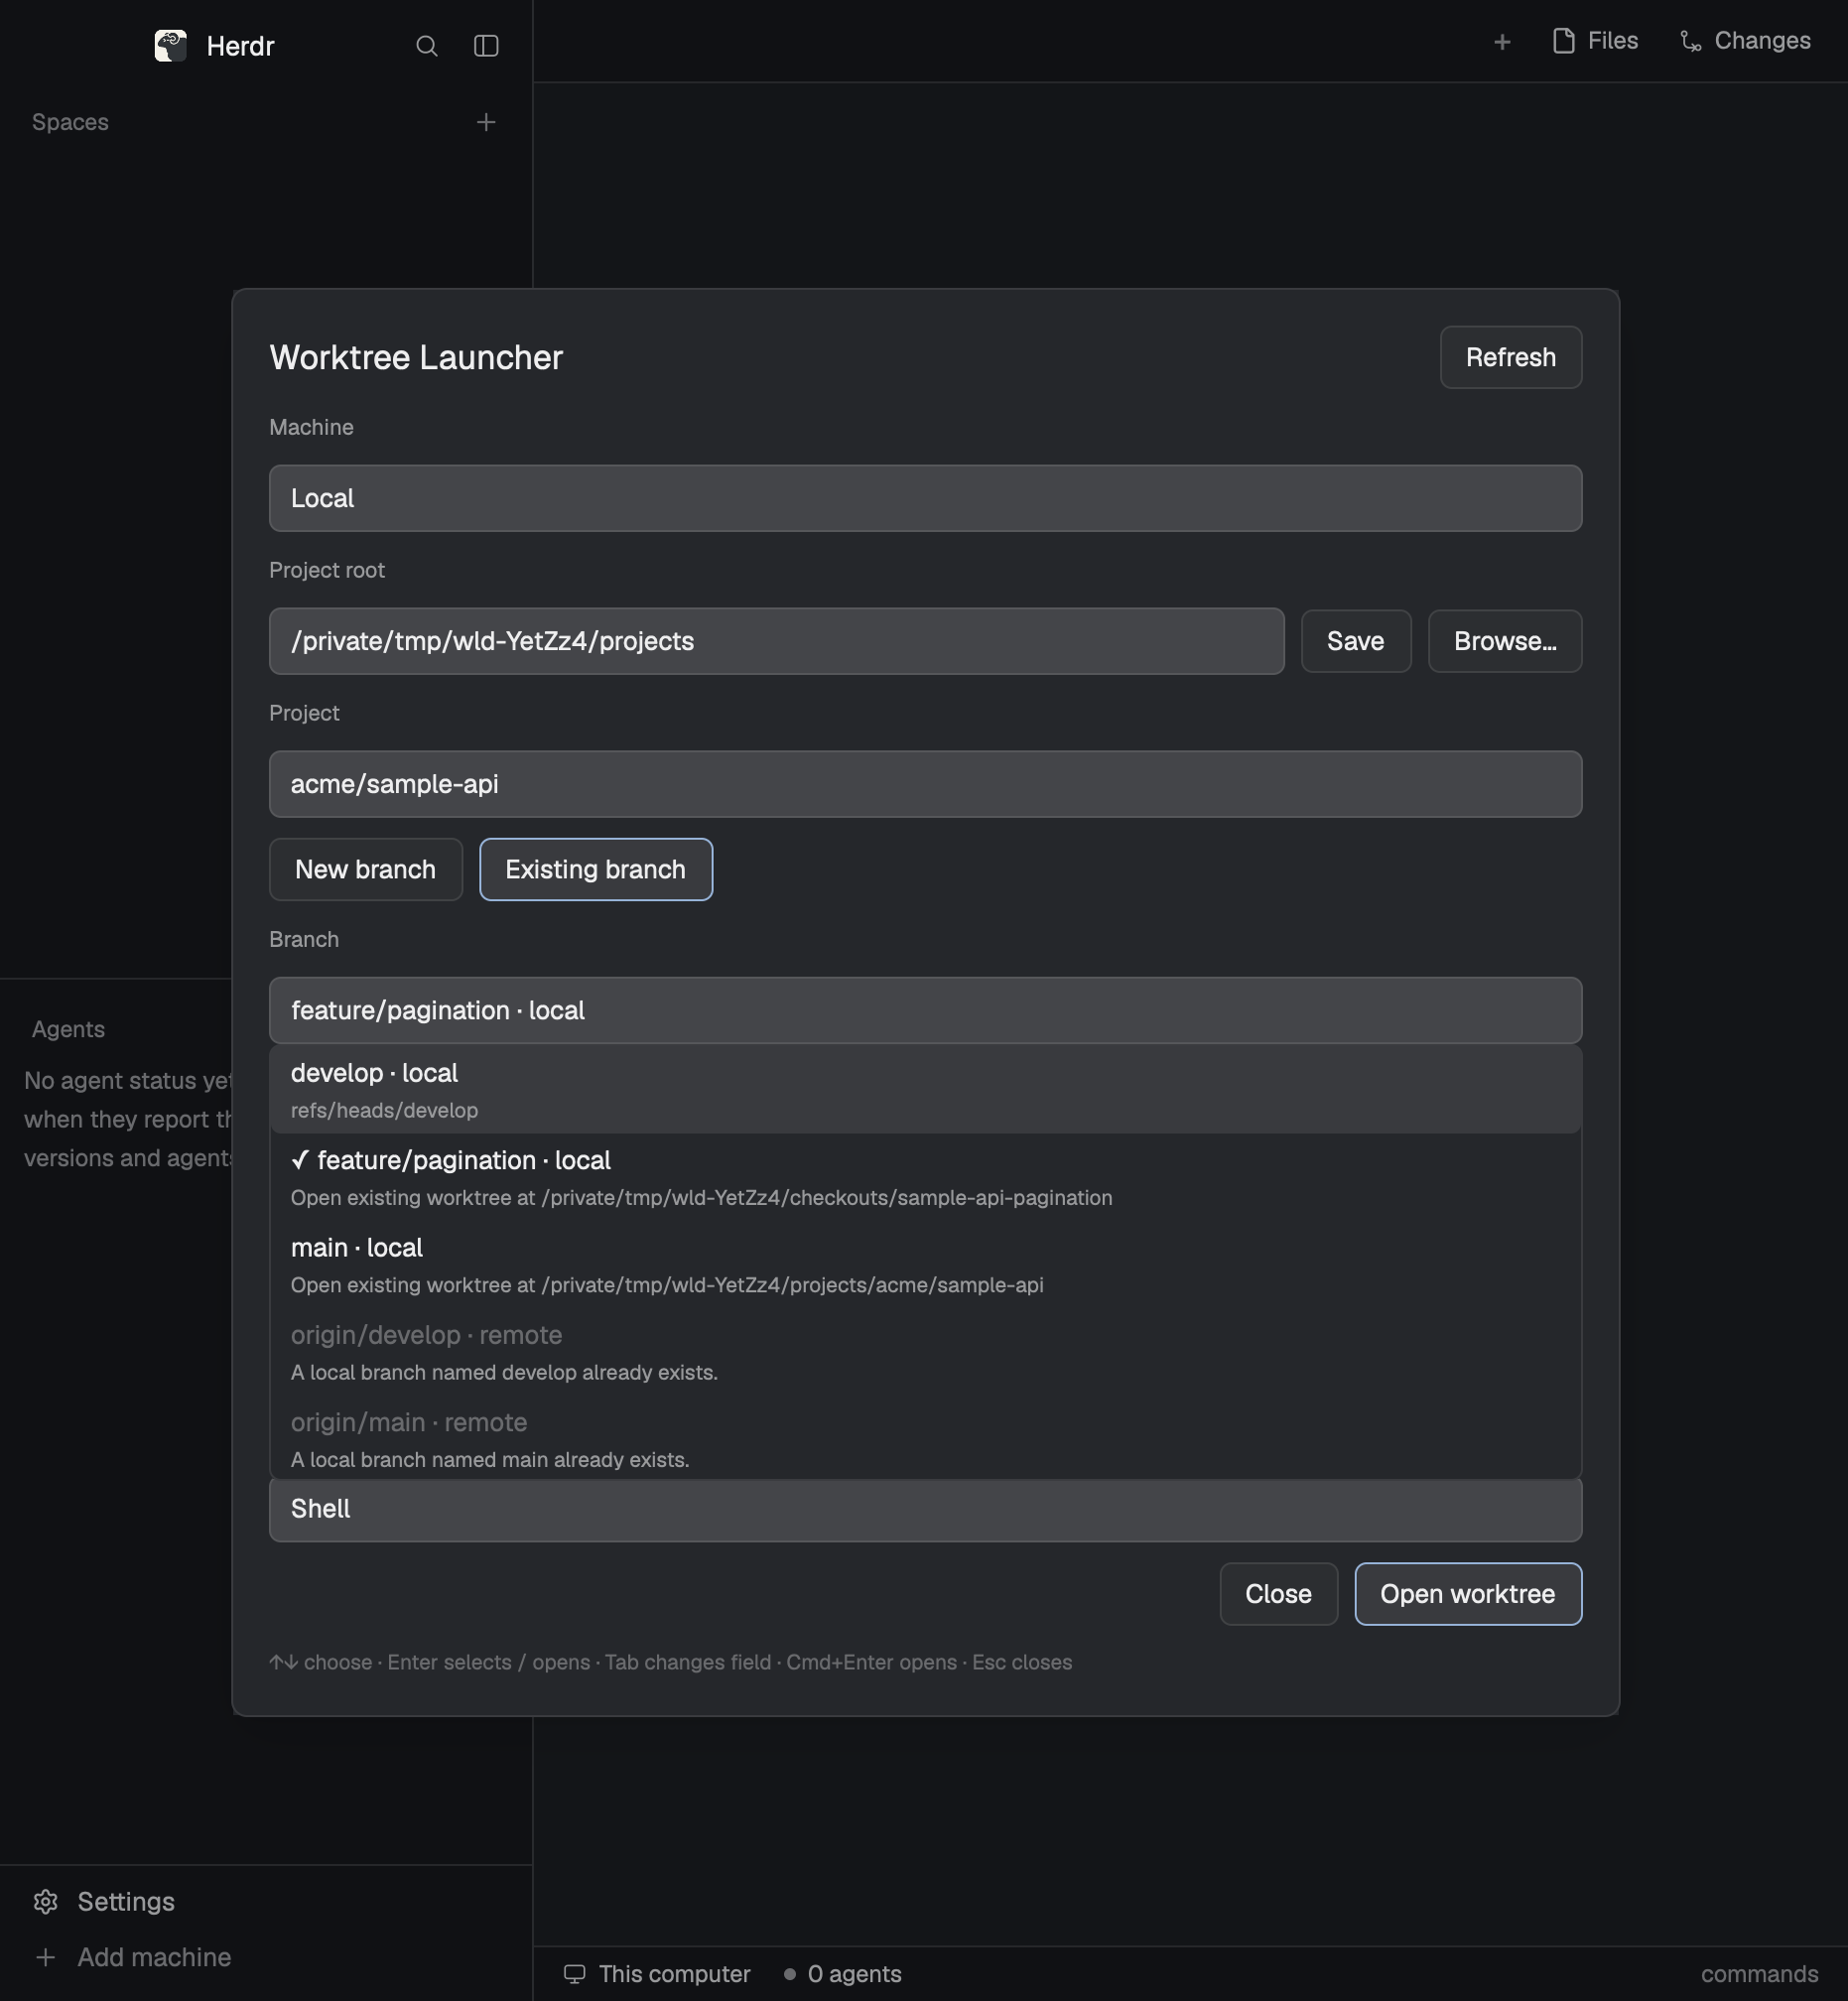 Herdr
+ Files Changes
Spaces +
Worktree Launcher
Refresh
Machine
Local
Project root
/private/tmp/wld-YetZz4/projects
Save
Browse...
Project
acme/sample-api
New branch
Existing branch
Branch
feature/pagination · local
develop · local
refs/heads/develop
✓ feature/pagination · local
Open existing worktree at /private/tmp/wld-YetZz4/checkouts/sample-api-pagination
main · local
Open existing worktree at /private/tmp/wld-YetZz4/projects/acme/sample-api
origin/develop · remote
A local branch named develop already exists.
origin/main · remote
A local branch named main already exists.
Shell
Close
Open worktree
↑↓ choose · Enter selects / opens · Tab changes field · Cmd+Enter opens · Esc closes
Agents
No agent status yet
when they report
versions and agents
Settings
+ Add machine
This computer
0 agents
commands